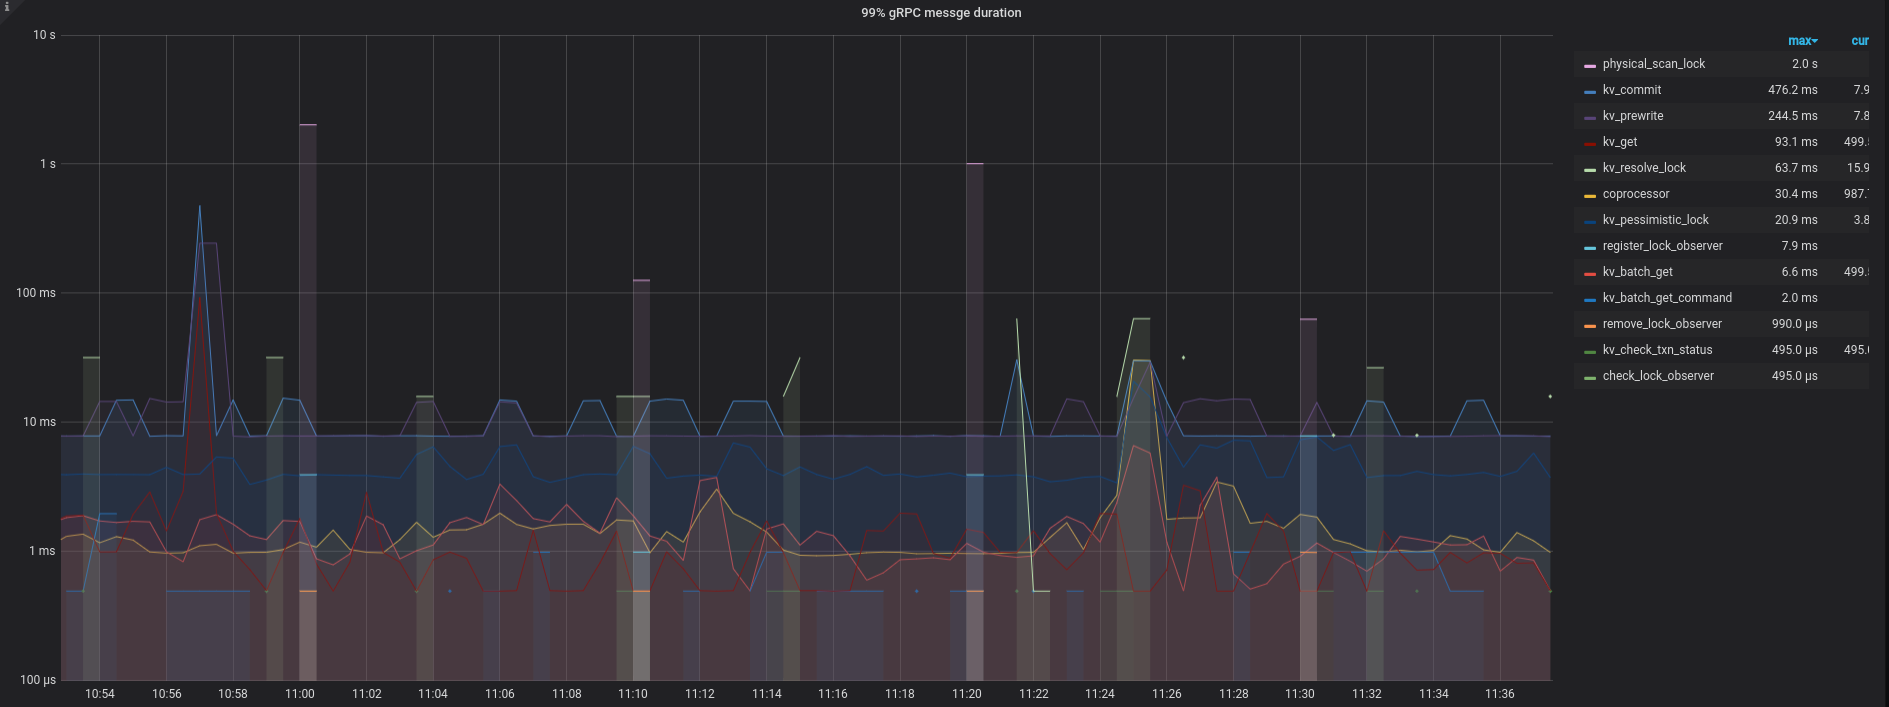 i
99% gRPC messge duration
10 s
1 s
100 ms
10 ms
1 ms
100 µs
10:54 10:56 10:58 11:00 11:02 11:04 11:06 11:08 11:10 11:12 11:14 11:16 11:18 11:20 11:22 11:24 11:26 11:28 11:30 11:32 11:34 11:36
max cur
physical_scan_lock 2.0 s
kv_commit 476.2 ms 7.9
kv_prewrite 244.5 ms 7.8
kv_get 93.1 ms 499.
kv_resolve_lock 63.7 ms 15.9
coprocessor 30.4 ms 987.
kv_pessimistic_lock 20.9 ms 3.8
register_lock_observer 7.9 ms
kv_batch_get 6.6 ms 499.
kv_batch_get_command 2.0 ms
remove_lock_observer 990.0 µs
kv_check_txn_status 495.0 µs 495.
check_lock_observer 495.0 µs